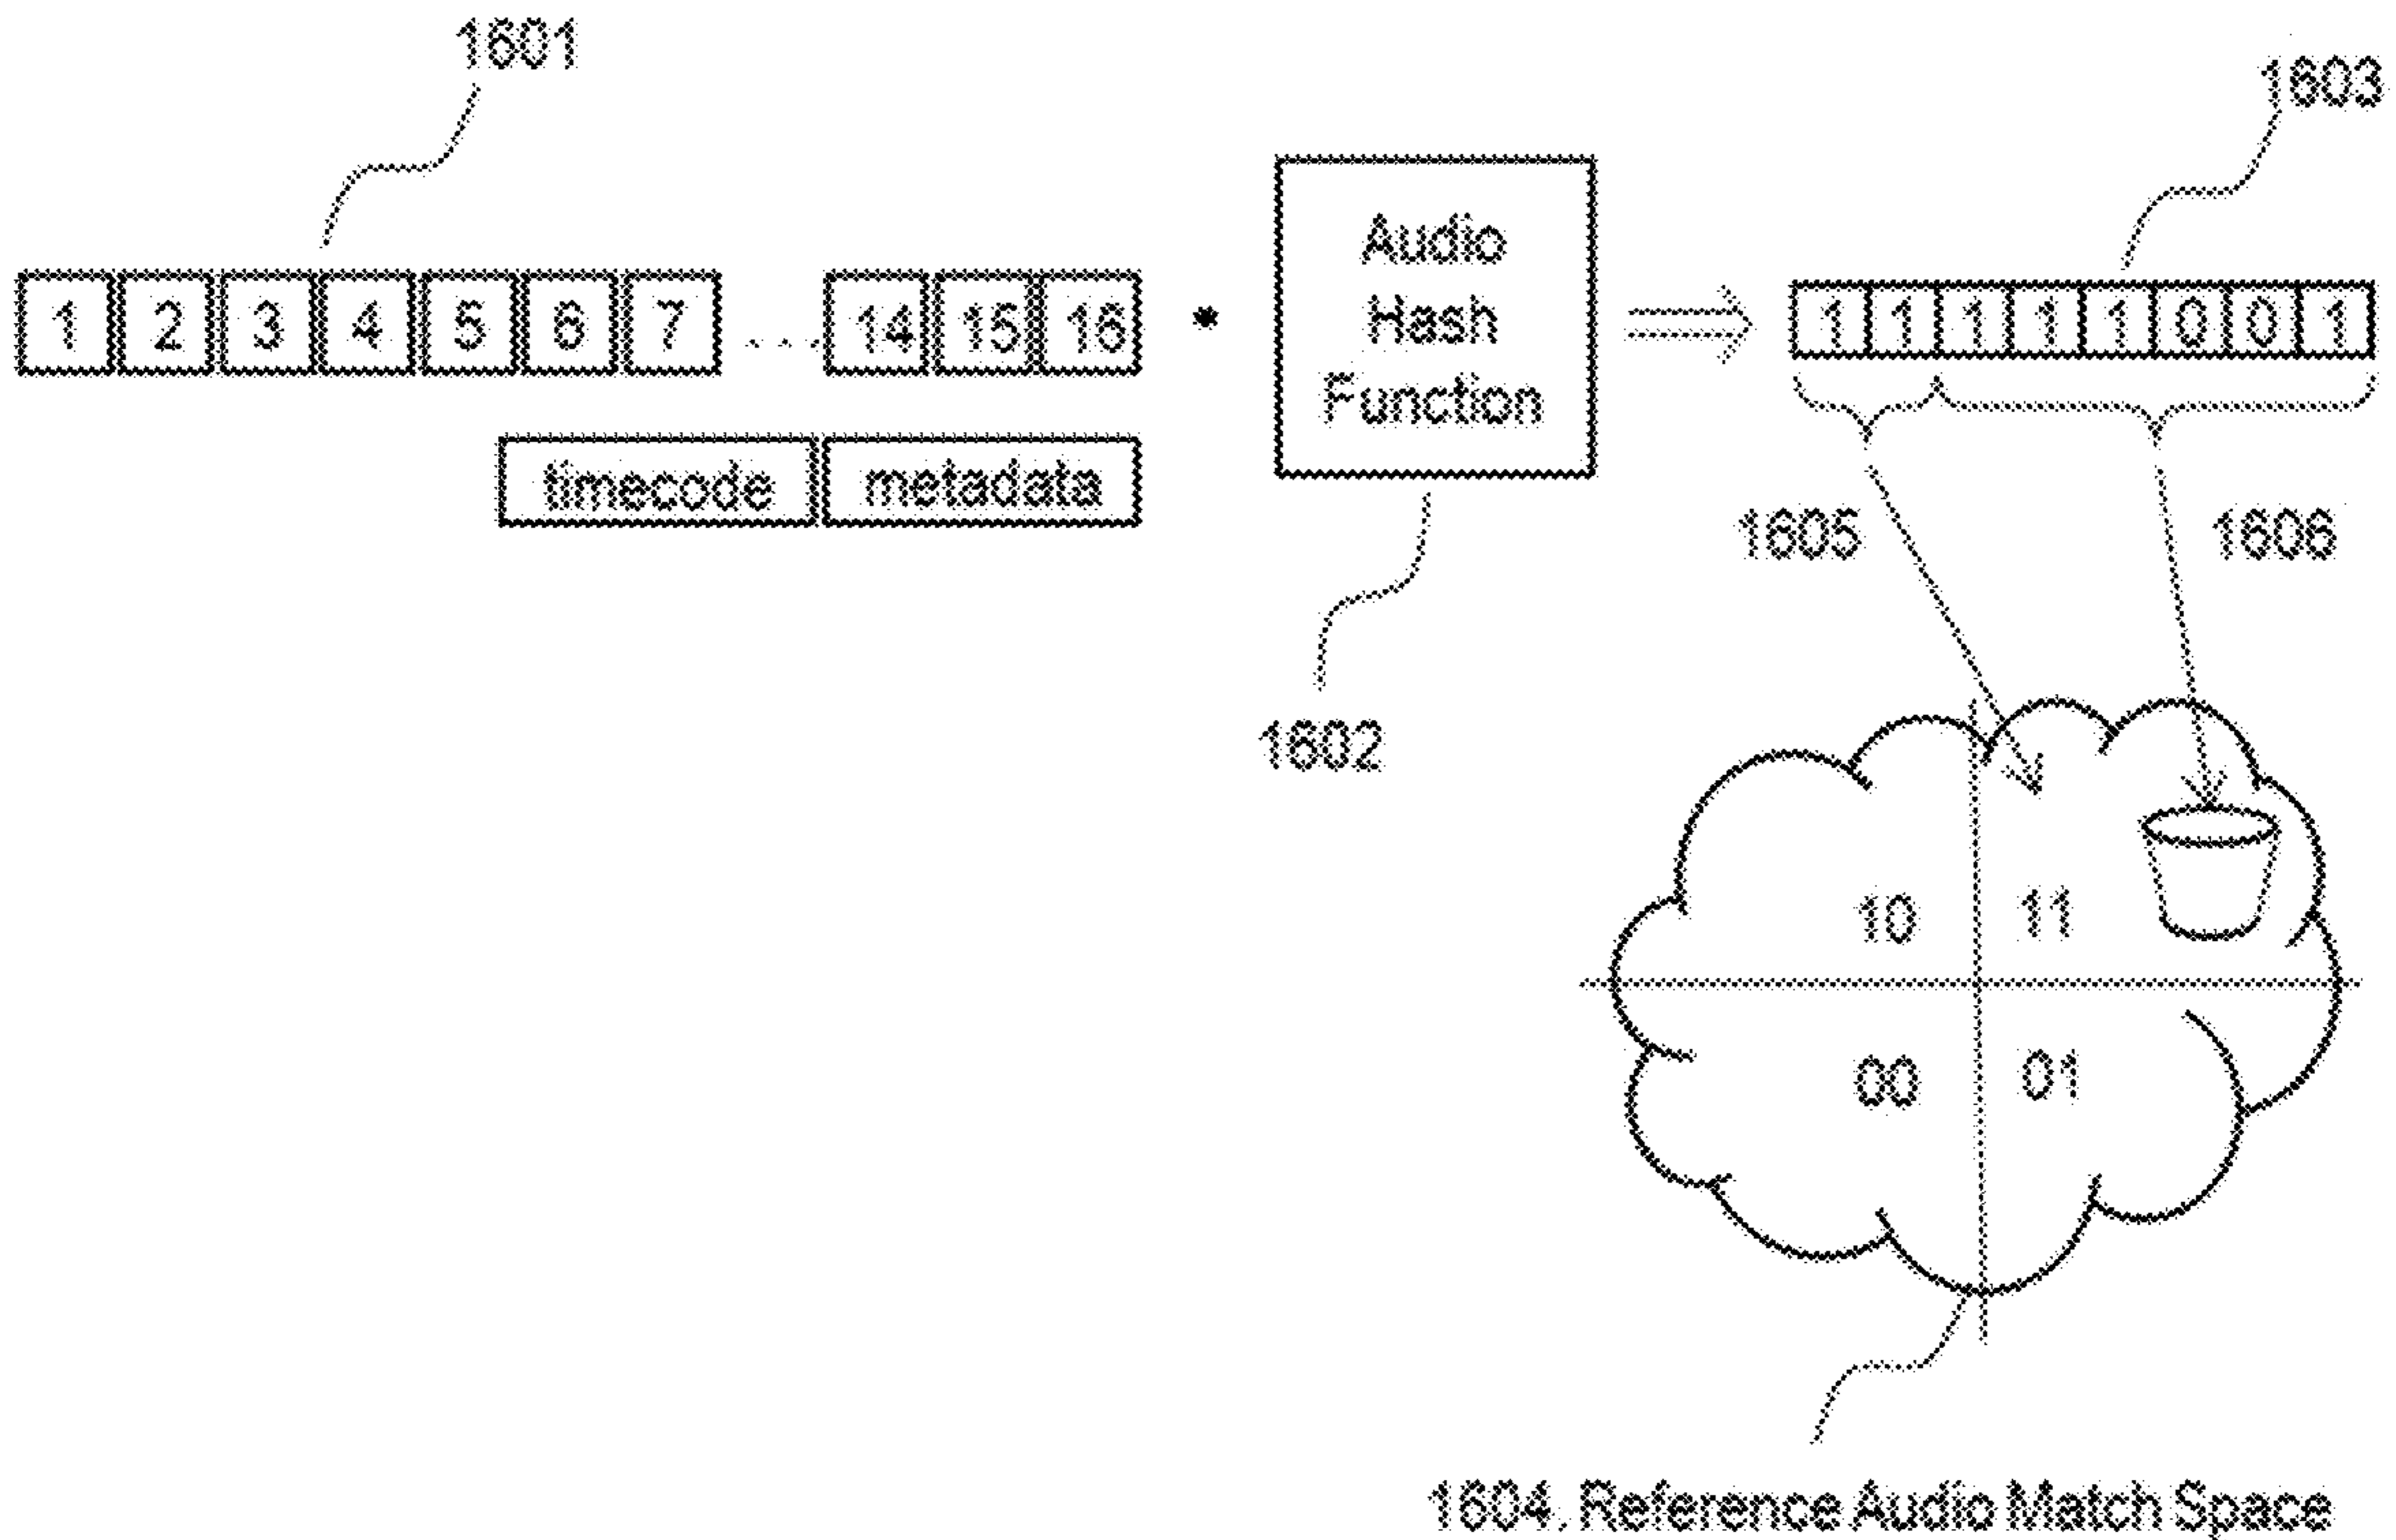 1601
1603
1 2 3 4 5 6 7 ..... 14 15 16 * Audio Hash Function 1 1 1 1 1 0 0 1
timecode metadata
1605 1606
1602
10 11
00 01
1604. Reference Audio Match Space